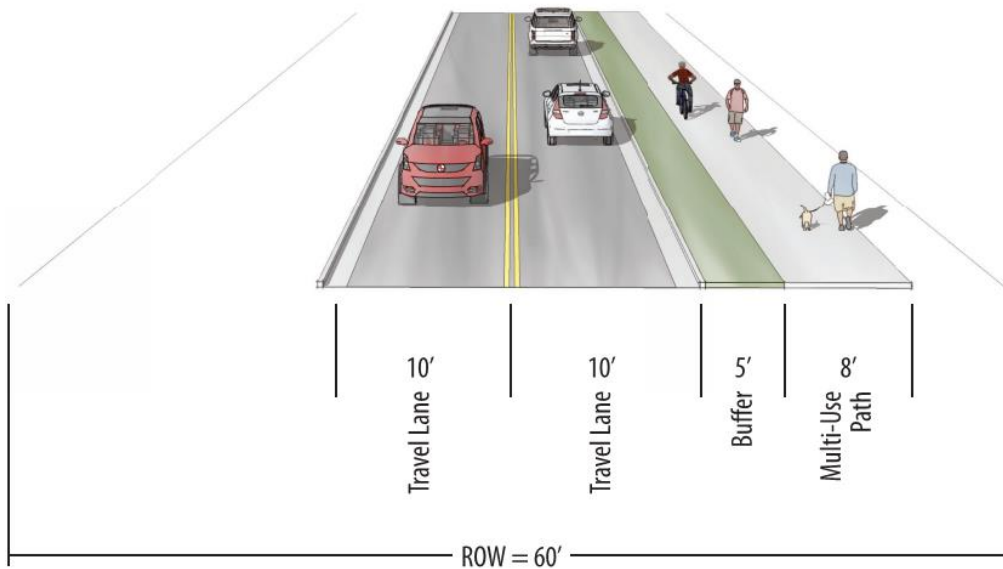 10’
Travel Lane
10’
Travel Lane
5’
Buffer
8’
Multi-Use
Path
ROW = 60’